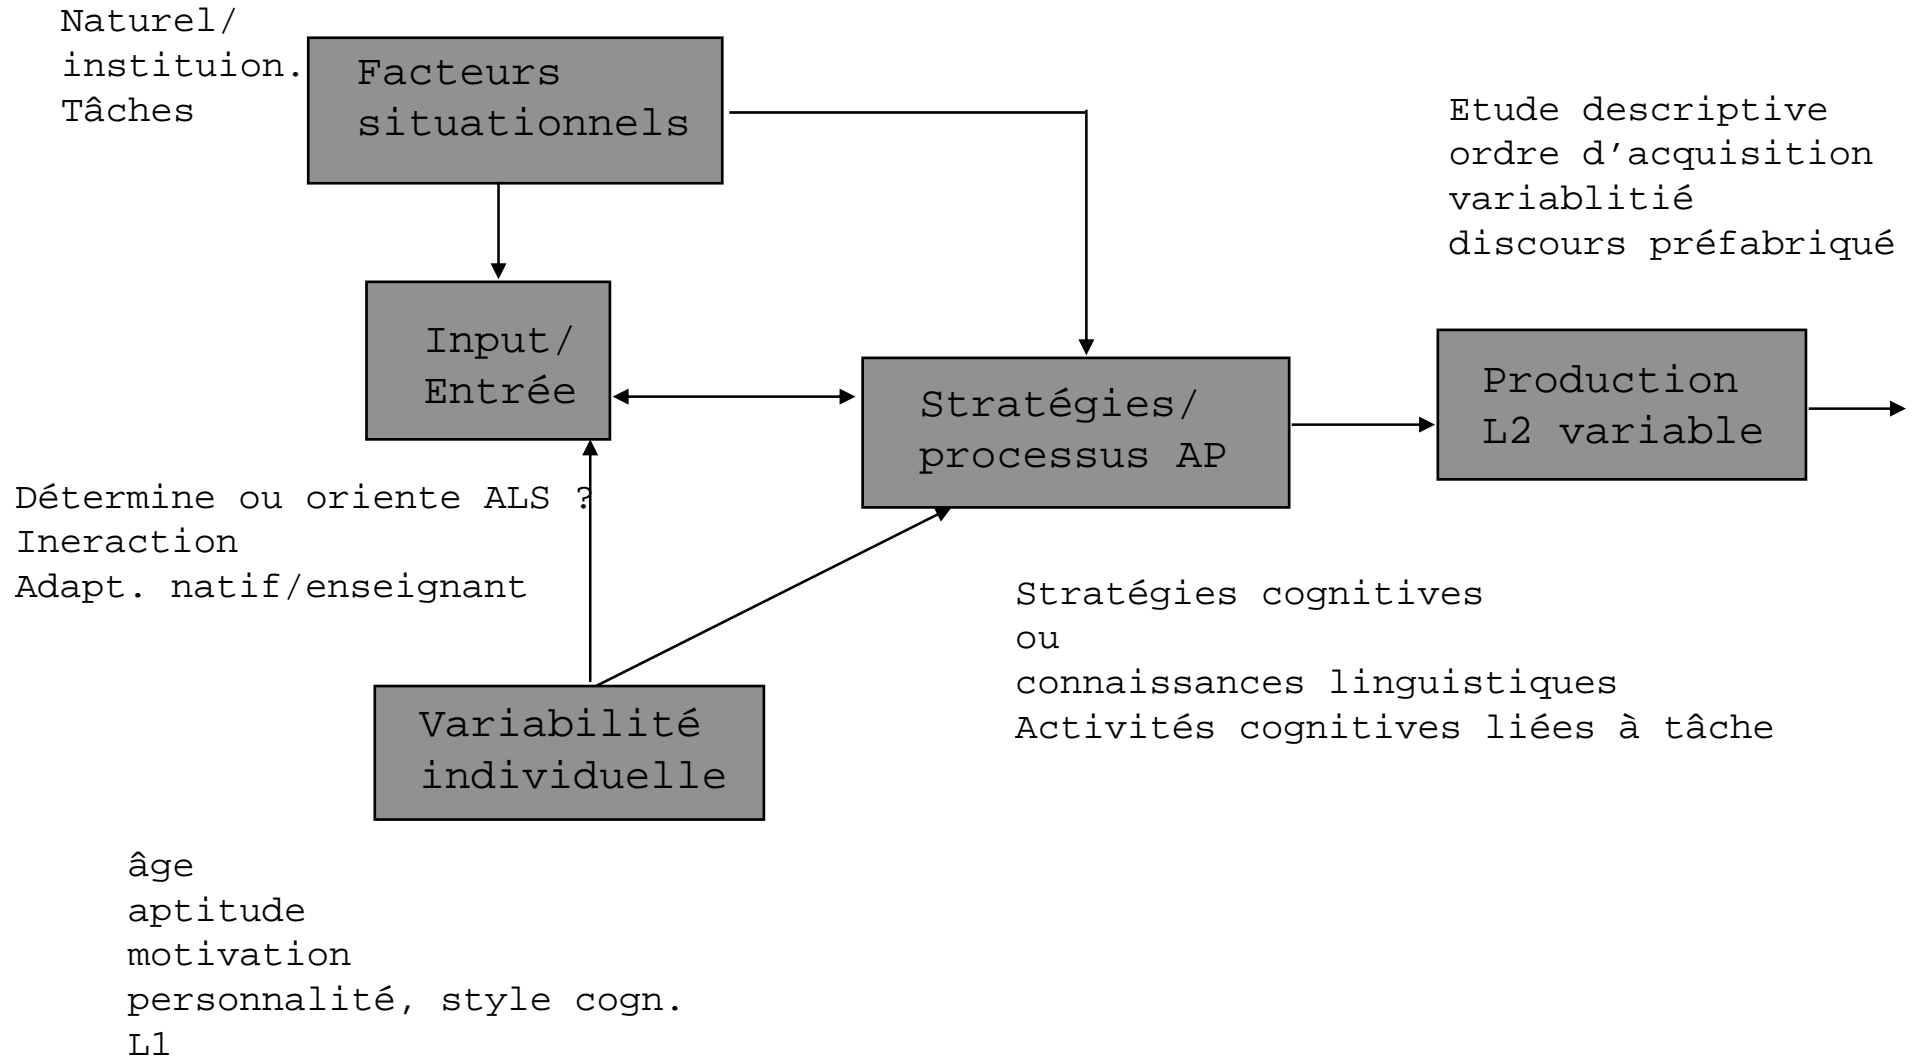 Naturel/
instituion.
Tâches
Facteurs
situationnels
Etude descriptive
ordre d’acquisition
variablitié
discours préfabriqué
Input/
Entrée
Stratégies/
processus AP
Production
L2 variable
Détermine ou oriente ALS ?
Ineraction
Adapt. natif/enseignant
Stratégies cognitives
ou
connaissances linguistiques
Activités cognitives liées à tâche
Variabilité
individuelle
âge
aptitude
motivation
personnalité, style cogn.
L1